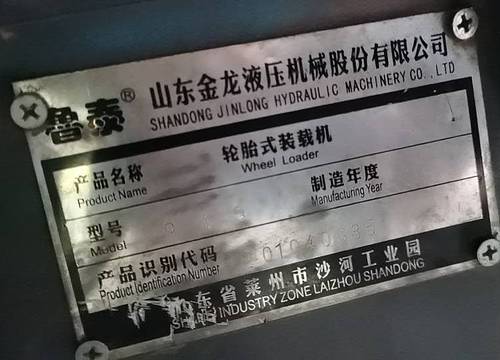 魯泰® 山东金龙液压机械股份有限公司
SHANDONG JINLONG HYDRAULIC MACHINERY CO.,LTD
产品名称 轮胎式装载机
Product Name Wheel Loader
型号 制造年度
Model Manufacturing Year
产品识别代码
Product Identification Number
东省莱州市沙河工业园
INDUSTRY ZONE LAIZHOU SHANDONG